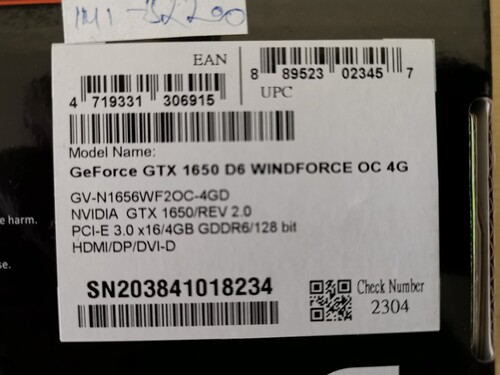 EAN
4 719331 306915
8 89523 02345 7
UPC
Model Name:
GeForce GTX 1650 D6 WINDFORCE OC 4G
GV-N1656WF2OC-4GD
NVIDIA GTX 1650/REV 2.0
PCI-E 3.0 x16/4GB GDDR6/128 bit
HDMI/DP/DVI-D
SN203841018234
Check Number
2304
e harm.
se.